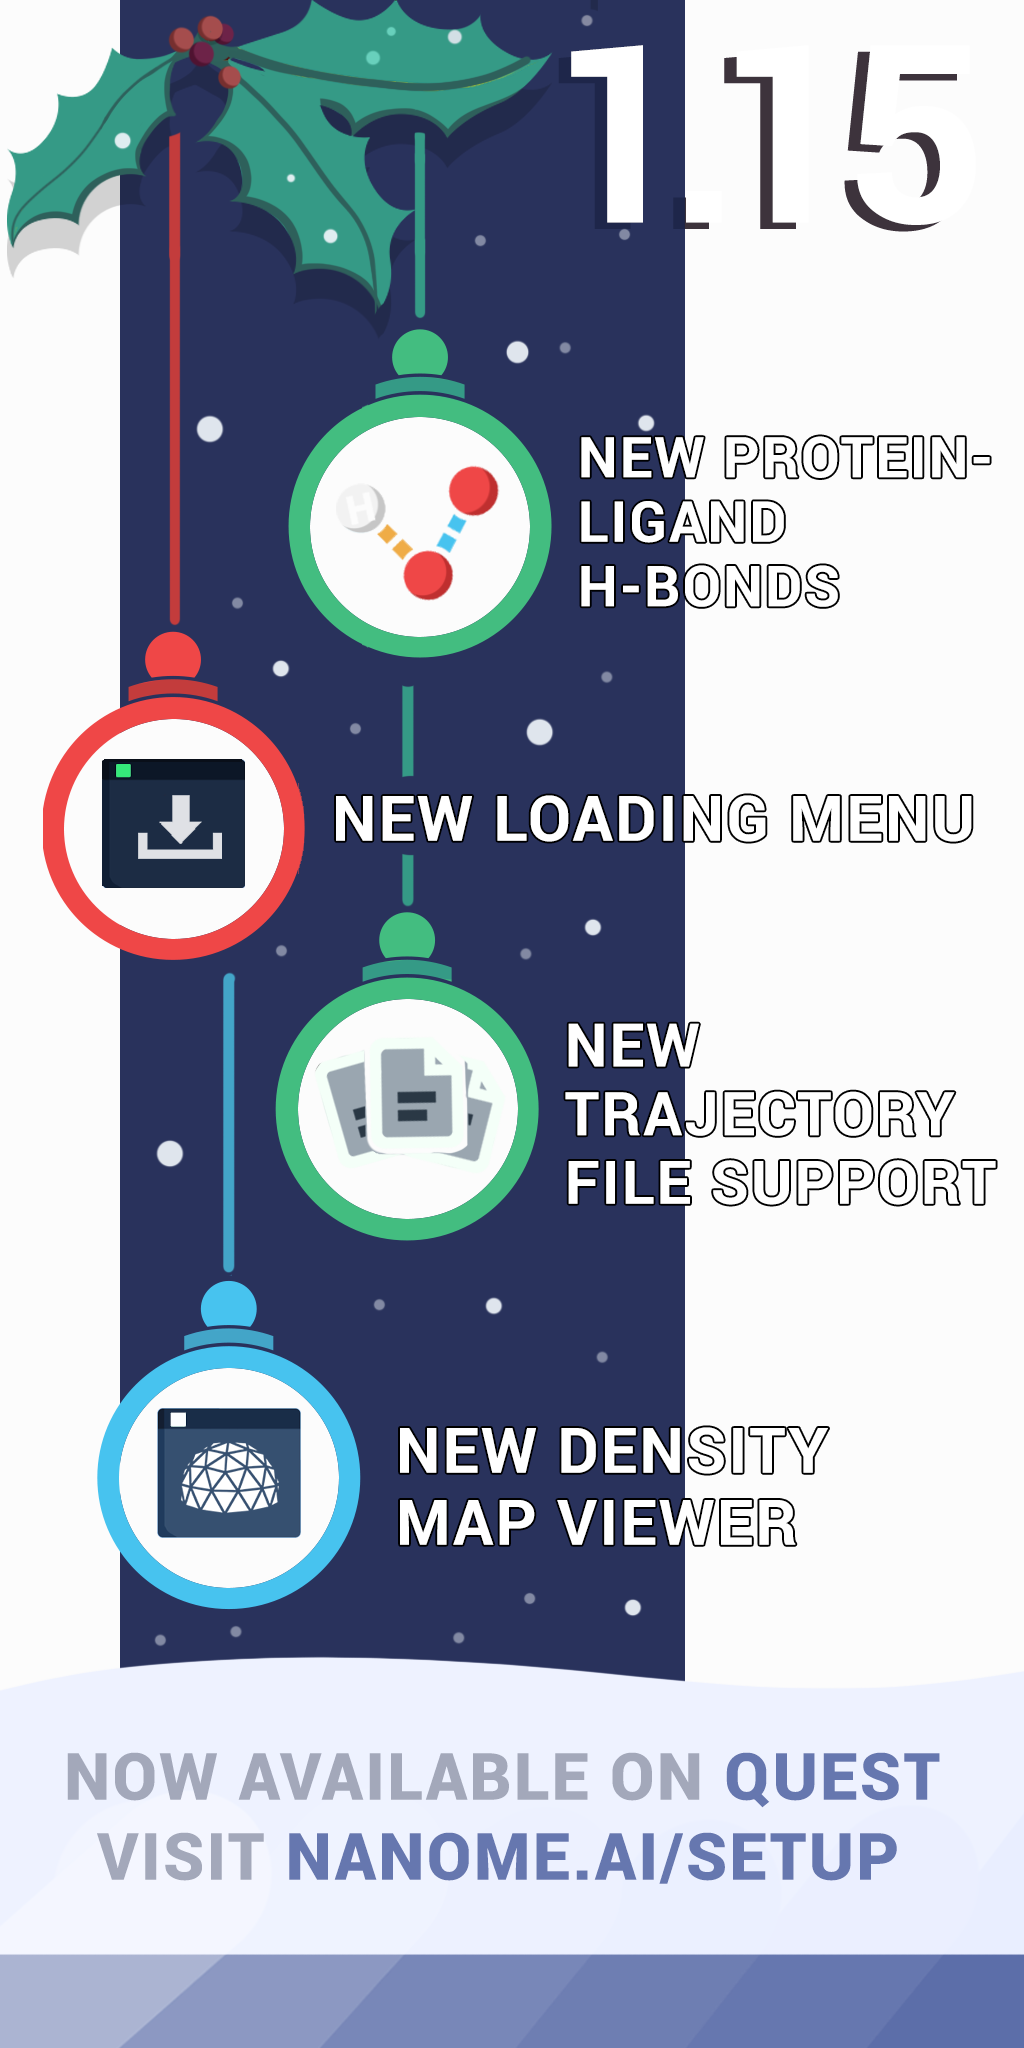 1.15
H
NEW PROTEIN-
LIGAND
H-BONDS
NEW LOADING MENU
NEW
TRAJECTORY
FILE SUPPORT
NEW DENSITY
MAP VIEWER
NOW AVAILABLE ON QUEST
VISIT NANOME.AI/SETUP